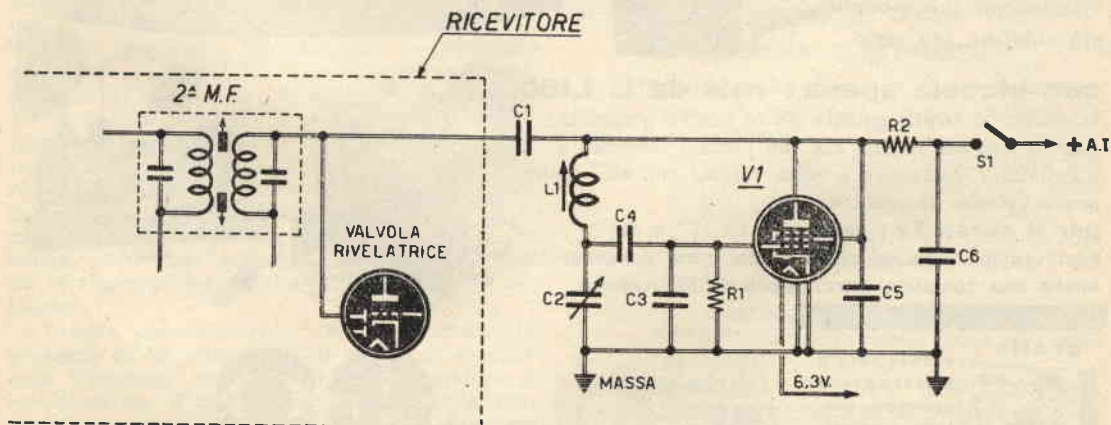 RICEVITORE
2ª M.F.
C1
R2
S1
+ A.T
L1
V1
C4
VALVOLA
RIVELATRICE
C2
C3
R1
C5
C6
MASSA
6.3V.